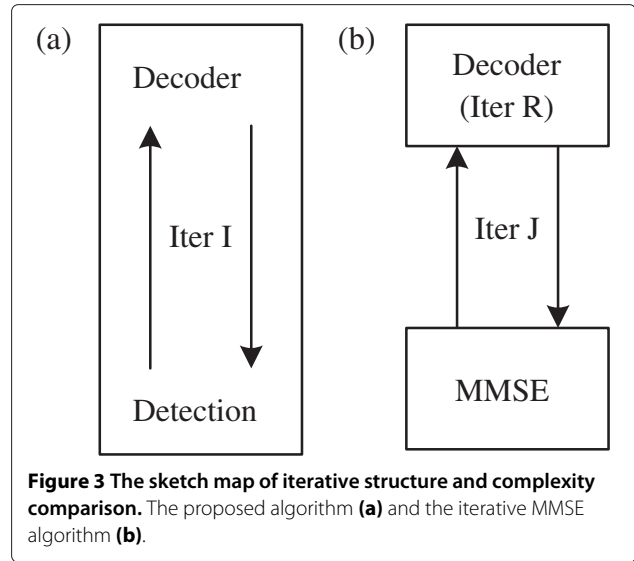 (a)
Decoder
Iter I
Detection
(b)
Decoder
(Iter R)
Iter J
MMSE
Figure 3 The sketch map of iterative structure and complexity
comparison. The proposed algorithm (a) and the iterative MMSE
algorithm (b).